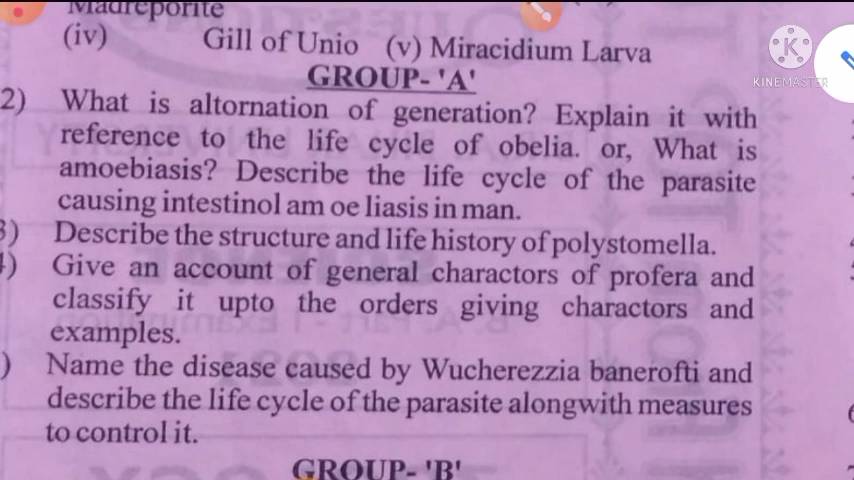 Madreporite
(iv) Gill of Unio (v) Miracidium Larva
GROUP- 'A'
2) What is altornation of generation? Explain it with
reference to the life cycle of obelia. or, What is
amoebiasis? Describe the life cycle of the parasite
causing intestinol am oe liasis in man.
3) Describe the structure and life history of polystomella.
) Give an account of general charactors of profera and
classify it upto the orders giving charactors and
examples.
) Name the disease caused by Wucherezzia banerofti and
describe the life cycle of the parasite alongwith measures
to control it.
GROUP- 'B'
K
KINEMASTER